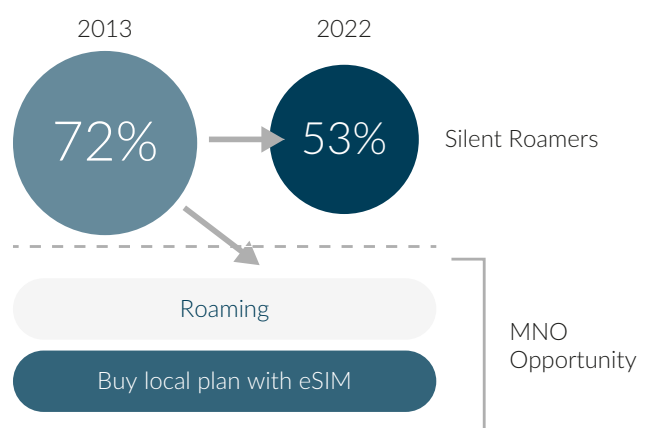 2013
2022
72%
53%
Silent Roamers
Roaming
Buy local plan with eSIM
MNO
Opportunity